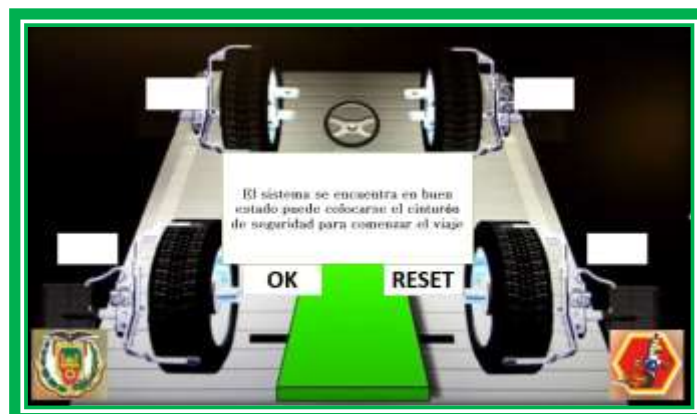 El sistema se encuentra en buen
estado puede colocarse el cinturón
de seguridad para comenzar el viaje
OK
RESET